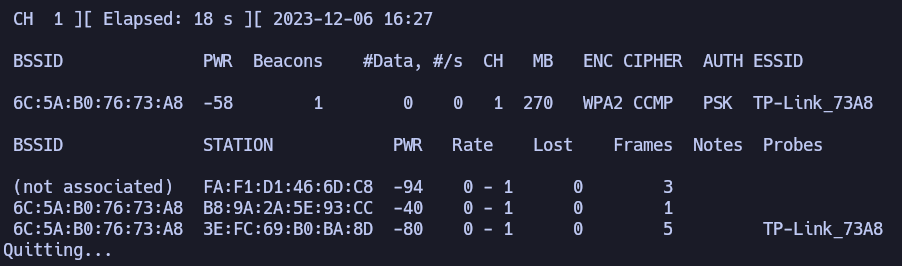 CH  1 ][ Elapsed: 18 s ][ 2023-12-06 16:27
BSSID              PWR  Beacons    #Data, #/s  CH   MB   ENC CIPHER  AUTH ESSID
6C:5A:B0:76:73:A8  -58        1        0    0   1  270   WPA2 CCMP   PSK  TP-Link_73A8
BSSID              STATION            PWR   Rate    Lost    Frames  Notes  Probes
(not associated)   FA:F1:D1:46:6D:C8  -94    0 - 1      0        3
6C:5A:B0:76:73:A8  B8:9A:2A:5E:93:CC  -40    0 - 1      0        1
6C:5A:B0:76:73:A8  3E:FC:69:B0:BA:8D  -80    0 - 1      0        5         TP-Link_73A8
Quitting...